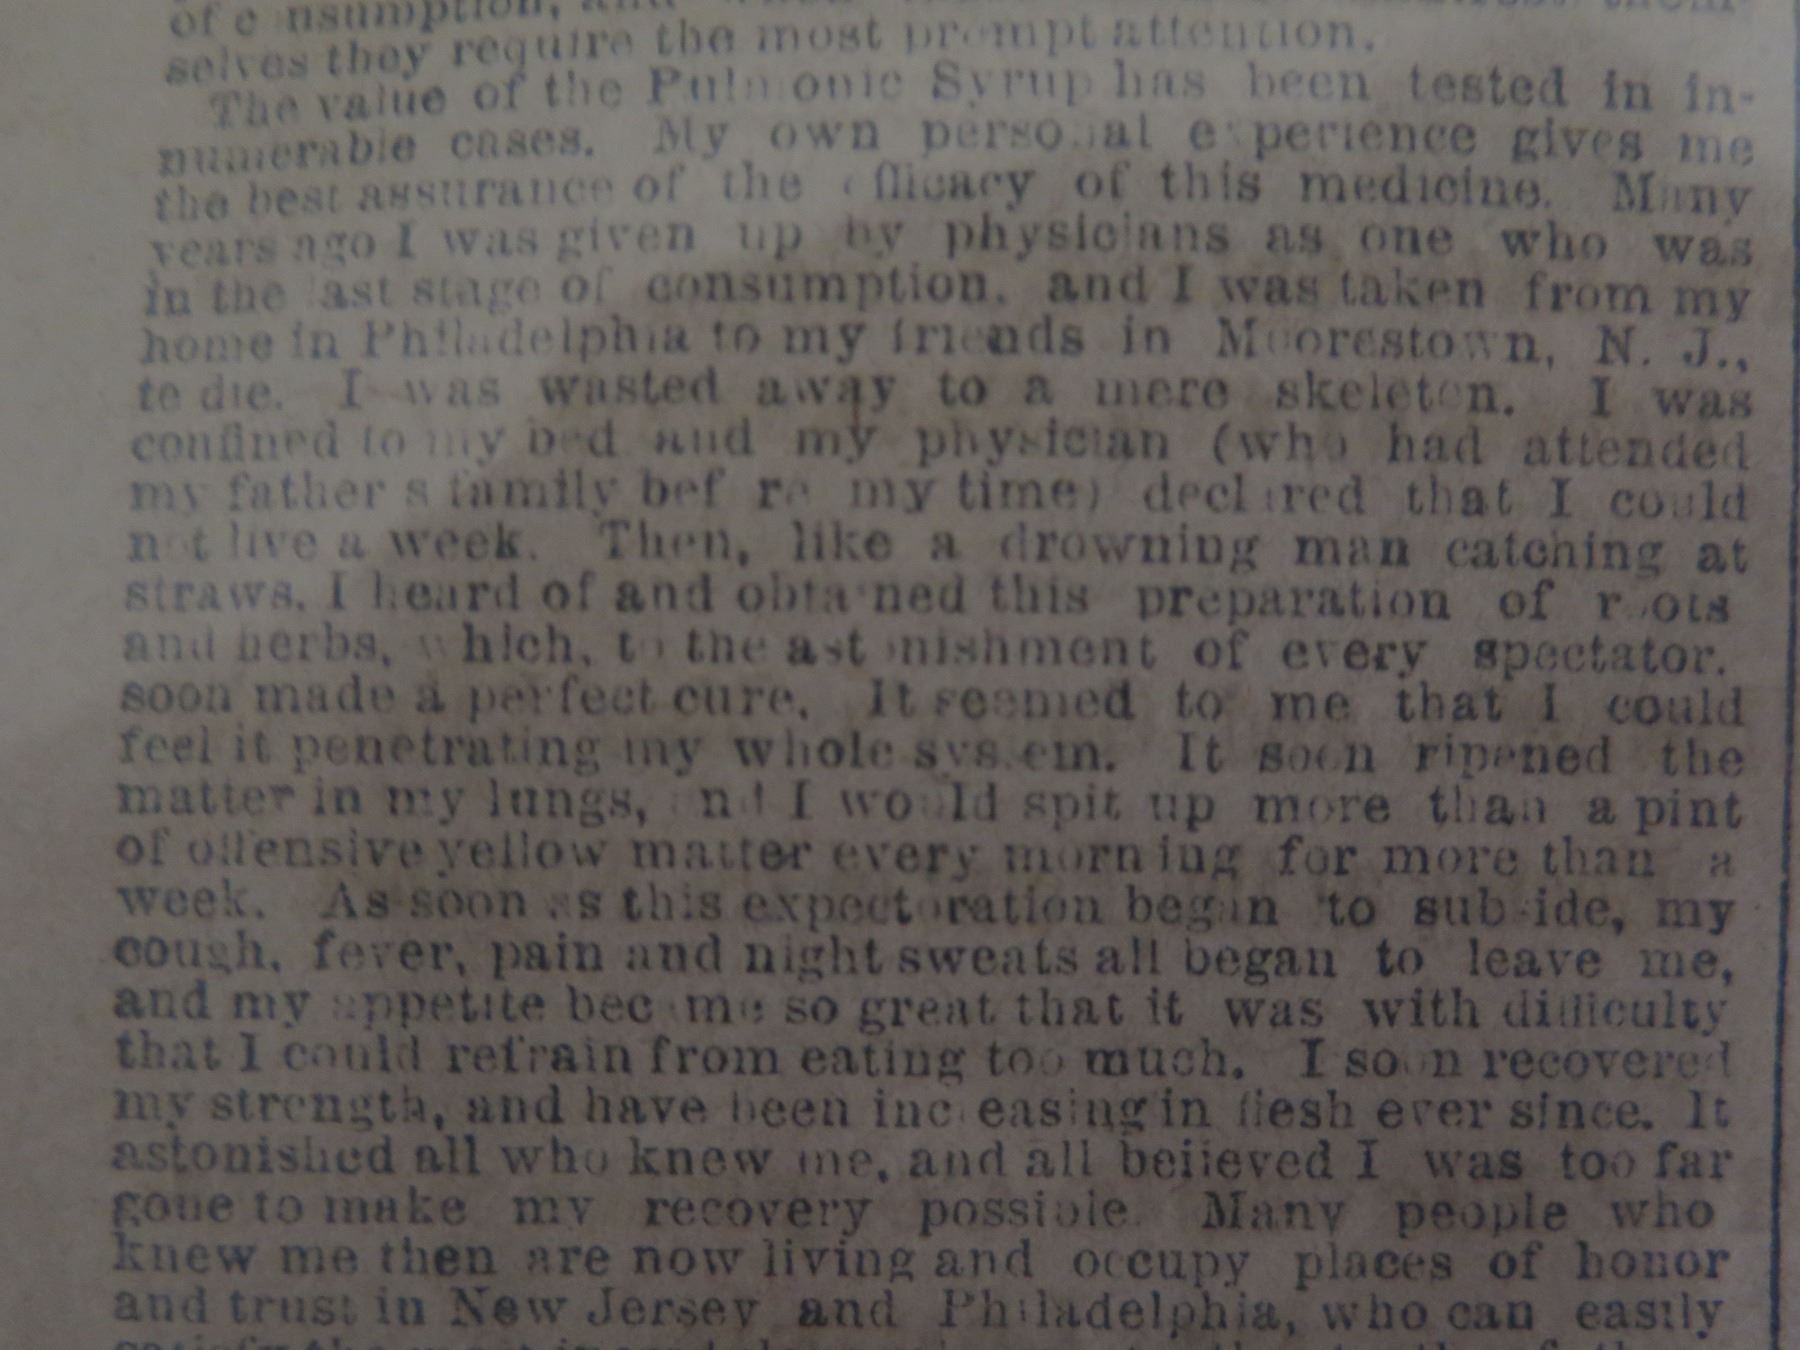 of consumption, and when
selves they require the most prompt attention.
The value of the Pulmonic Syrup has been tested in in-
numerable cases. My own personal experience gives me
the best assurance of the efficacy of this medicine. Many
years ago I was given up by physicians as one who was
in the last stage of consumption, and I was taken from my
home in Philadelphia to my friends in Moorestown, N. J.,
te die. I was wasted away to a mere skeleton. I was
confined to my bed and my physician (who had attended
my father s family before my time) declared that I could
not live a week. Then, like a drowning man catching at
straws, I heard of and obtained this preparation of roots
and herbs, which, to the astonishment of every spectator.
soon made a perfect cure. It seemed to me that I could
feel it penetrating my whole system. It soon ripened the
matter in my lungs, and I would spit up more than a pint
of offensive yellow matter every morning for more than a
week. As soon as this expectoration began to subside, my
cough, fever, pain and night sweats all began to leave me,
and my appetite became so great that it was with difficulty
that I could refrain from eating too much. I soon recovered
my strength, and have been increasing in flesh ever since. It
astonished all who knew me, and all believed I was too far
gone to make my recovery possible. Many people who
knew me then are now living and occupy places of honor
and trust in New Jersey and Philadelphia, who can easily